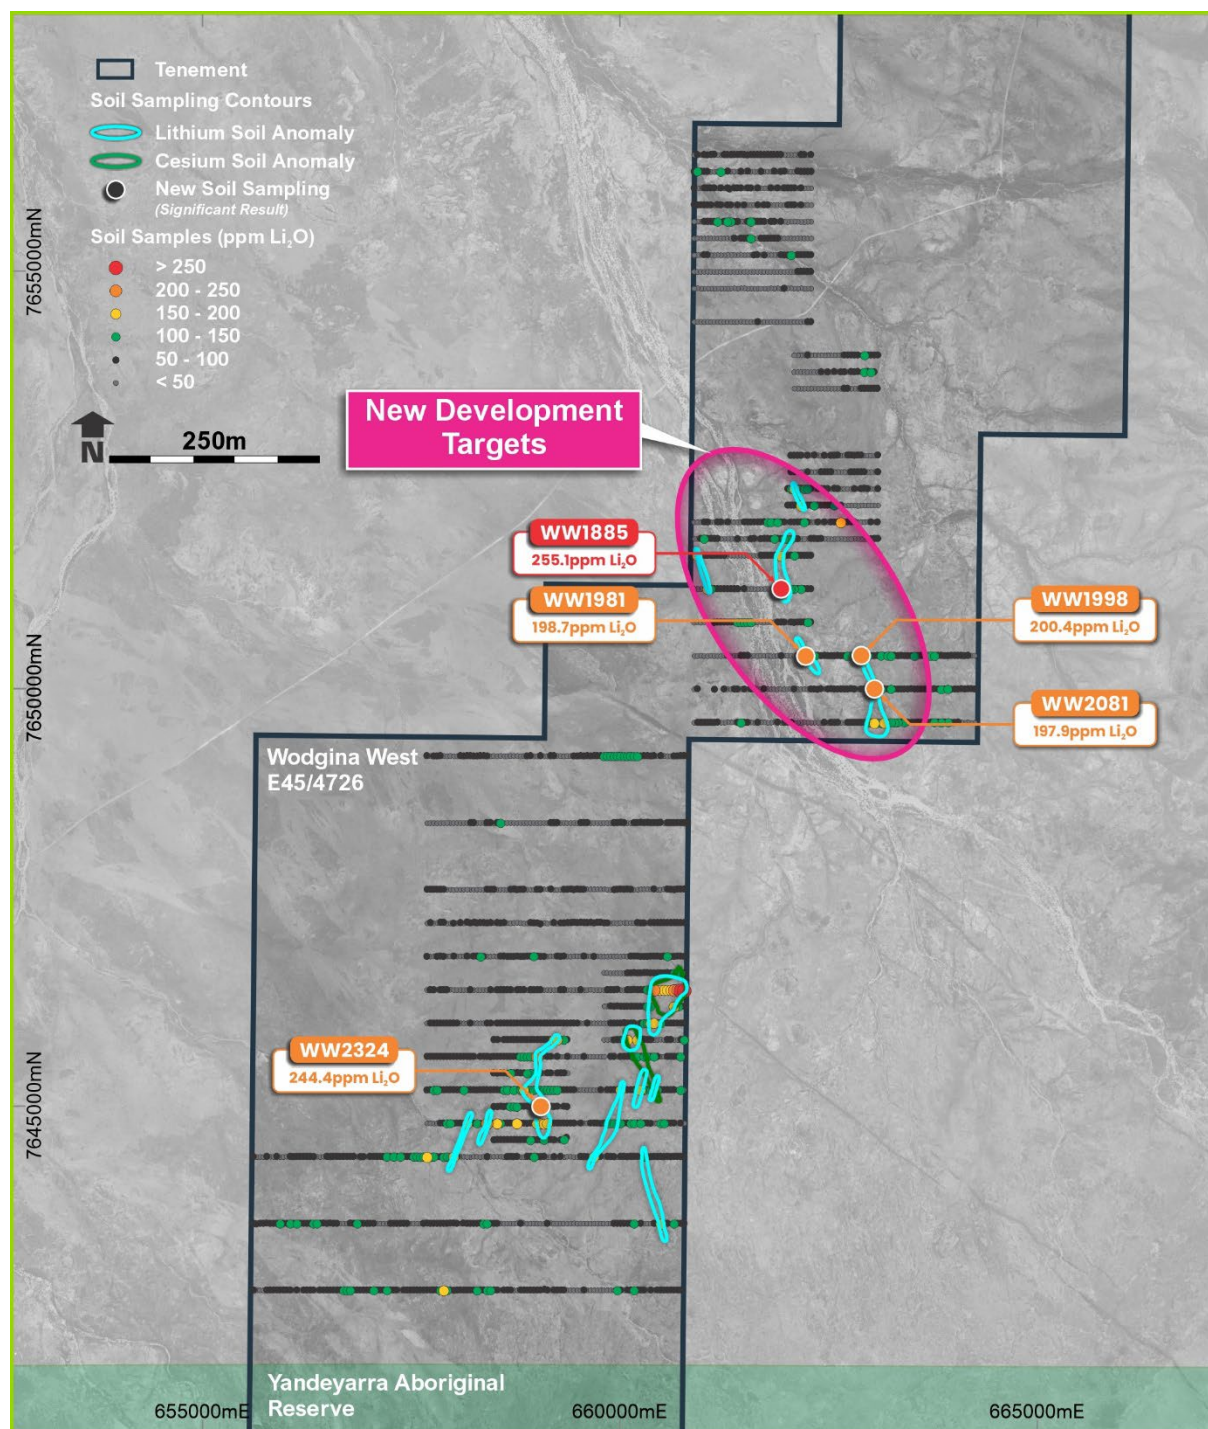 Tenement
Soil Sampling Contours
Lithium Soil Anomaly
Cesium Soil Anomaly
New Soil Sampling
(Significant Result)
Soil Samples (ppm Li₂O)
> 250
200 - 250
150 - 200
100 - 150
50 - 100
< 50
N
250m
New Development
Targets
WW1885
255.1ppm Li₂O
WW1981
198.7ppm Li₂O
WW1998
200.4ppm Li₂O
WW2081
197.9ppm Li₂O
Wodgina West
E45/4726
WW2324
244.4ppm Li₂O
Yandeyarra Aboriginal
Reserve
7655000mN
7650000mN
7645000mN
655000mE
660000mE
665000mE